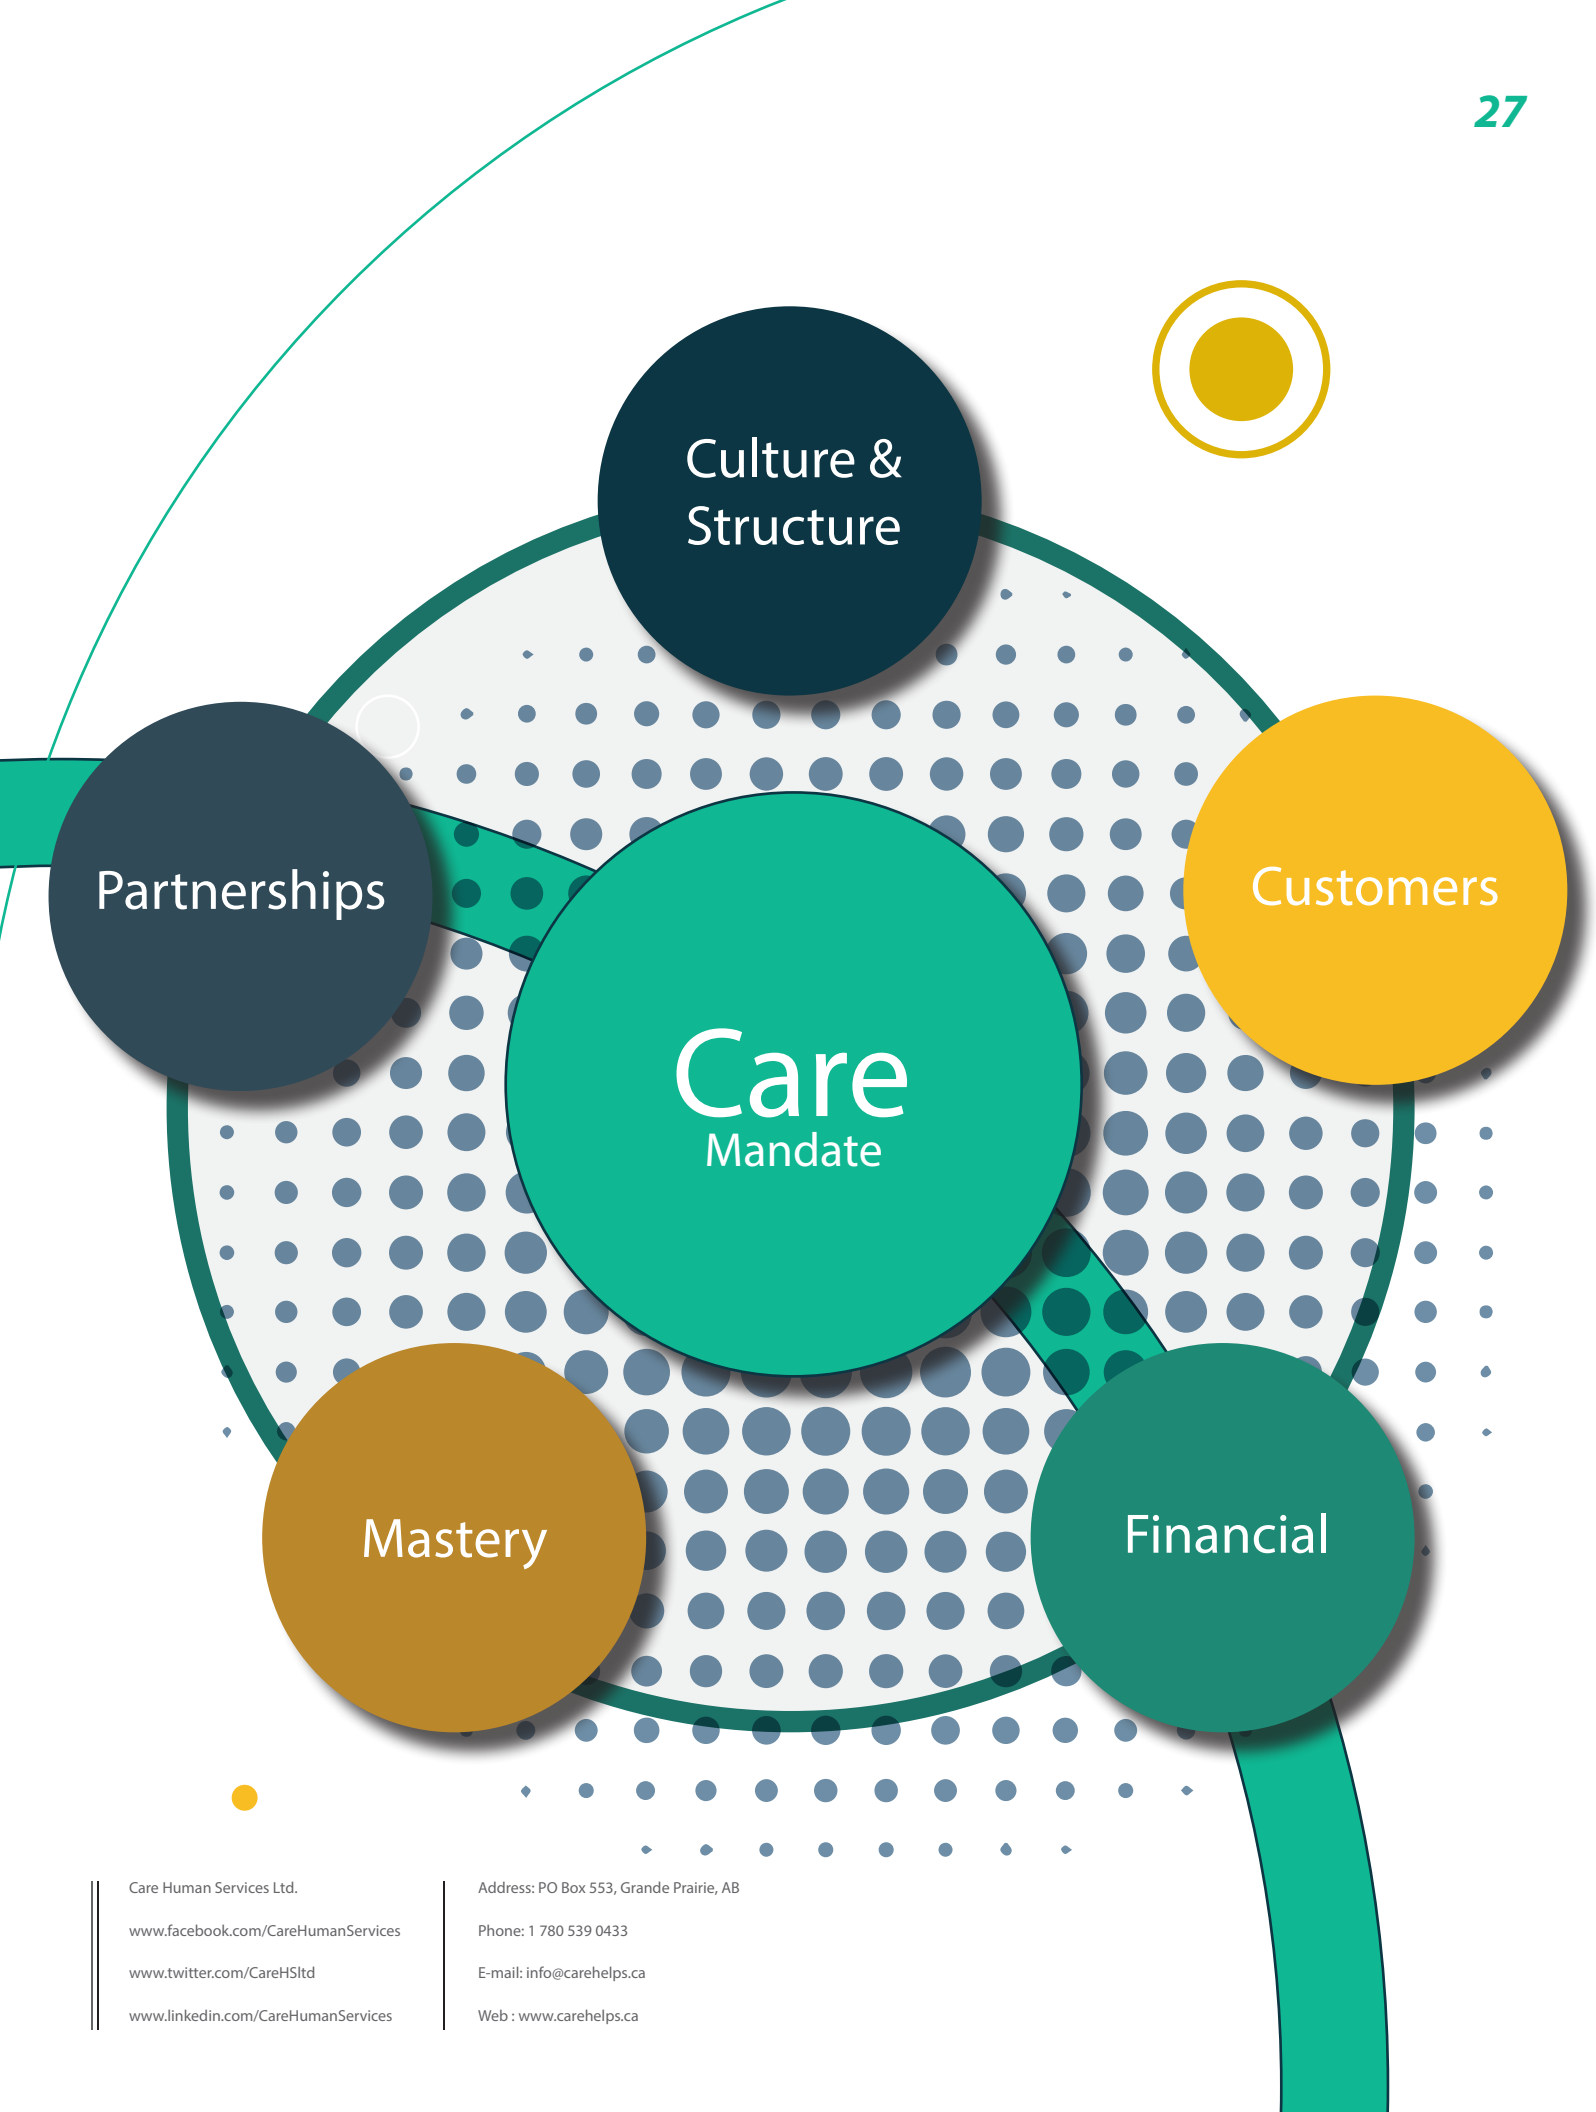 27
Culture &
Structure
Partnerships
Customers
Care
Mandate
Mastery
Financial
Care Human Services Ltd.
www.facebook.com/CareHumanServices
www.twitter.com/CareHSltd
www.linkedin.com/CareHumanServices
Address: PO Box 553, Grande Prairie, AB
Phone: 1 780 539 0433
E-mail: info@carehelps.ca
Web : www.carehelps.ca